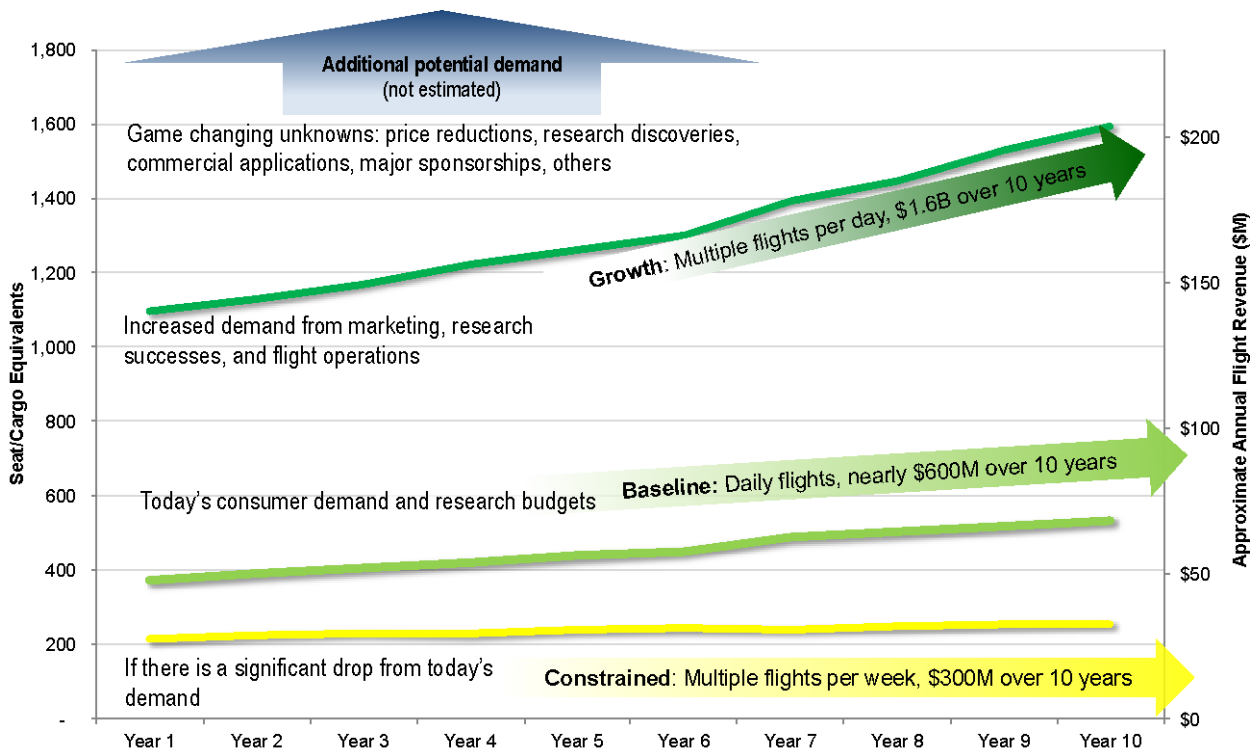 Additional potential demand
(not estimated)
Game changing unknowns: price reductions, research discoveries,
commercial applications, major sponsorships, others
Growth: Multiple flights per day, $1.6B over 10 years
Increased demand from marketing, research
successes, and flight operations
Baseline: Daily flights, nearly $600M over 10 years
Today's consumer demand and research budgets
If there is a significant drop from today's
demand
Constrained: Multiple flights per week, $300M over 10 years
Seat/Cargo Equivalents
1,800
1,600
1,400
1,200
1,000
800
600
400
200
-
Approximate Annual Flight Revenue ($M)
$200
$150
$100
$50
$0
Year 1
Year 2
Year 3
Year 4
Year 5
Year 6
Year 7
Year 8
Year 9
Year 10